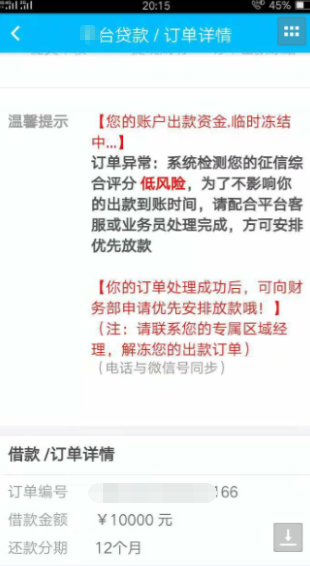 20:15
45%
台贷款 / 订单详情
温馨提示
【您的账户出款资金.临时冻结
中...】
订单异常：系统检测您的征信综
合评分 低风险，为了不影响你
的出款到账时间，请配合平台客
服或业务员处理完成，方可安排
优先放款
【你的订单处理成功后，可向财
务部申请优先安排放款哦！】
（注：请联系您的专属区域经
理，解冻您的出款订单）
（电话与微信号同步）
借款 /订单详情
订单编号 166
借款金额 ￥10000 元
还款分期 12个月